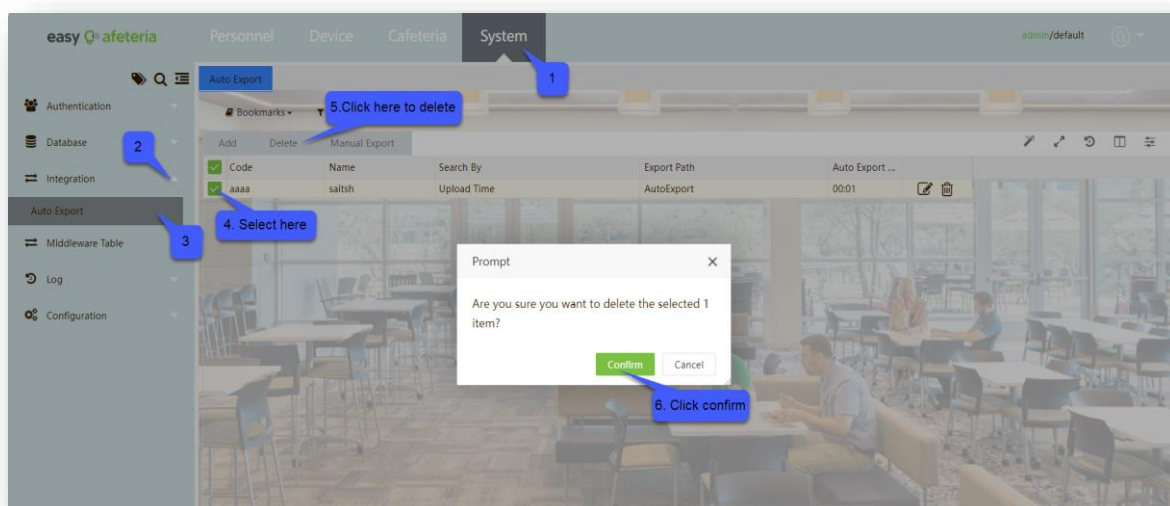 easy Cafeteria
Personnel Device Cafeteria System
admin/default
1
Auto Export
Authentication
Bookmarks
5.Click here to delete
Database
2
Add Delete Manual Export
Code Name Search By Export Path Auto Export ...
Integration
aaaa saitsh Upload Time AutoExport 00:01
Auto Export
4. Select here
3
Middleware Table
Prompt
Log
Are you sure you want to delete the selected 1
item?
Configuration
Confirm Cancel
6. Click confirm